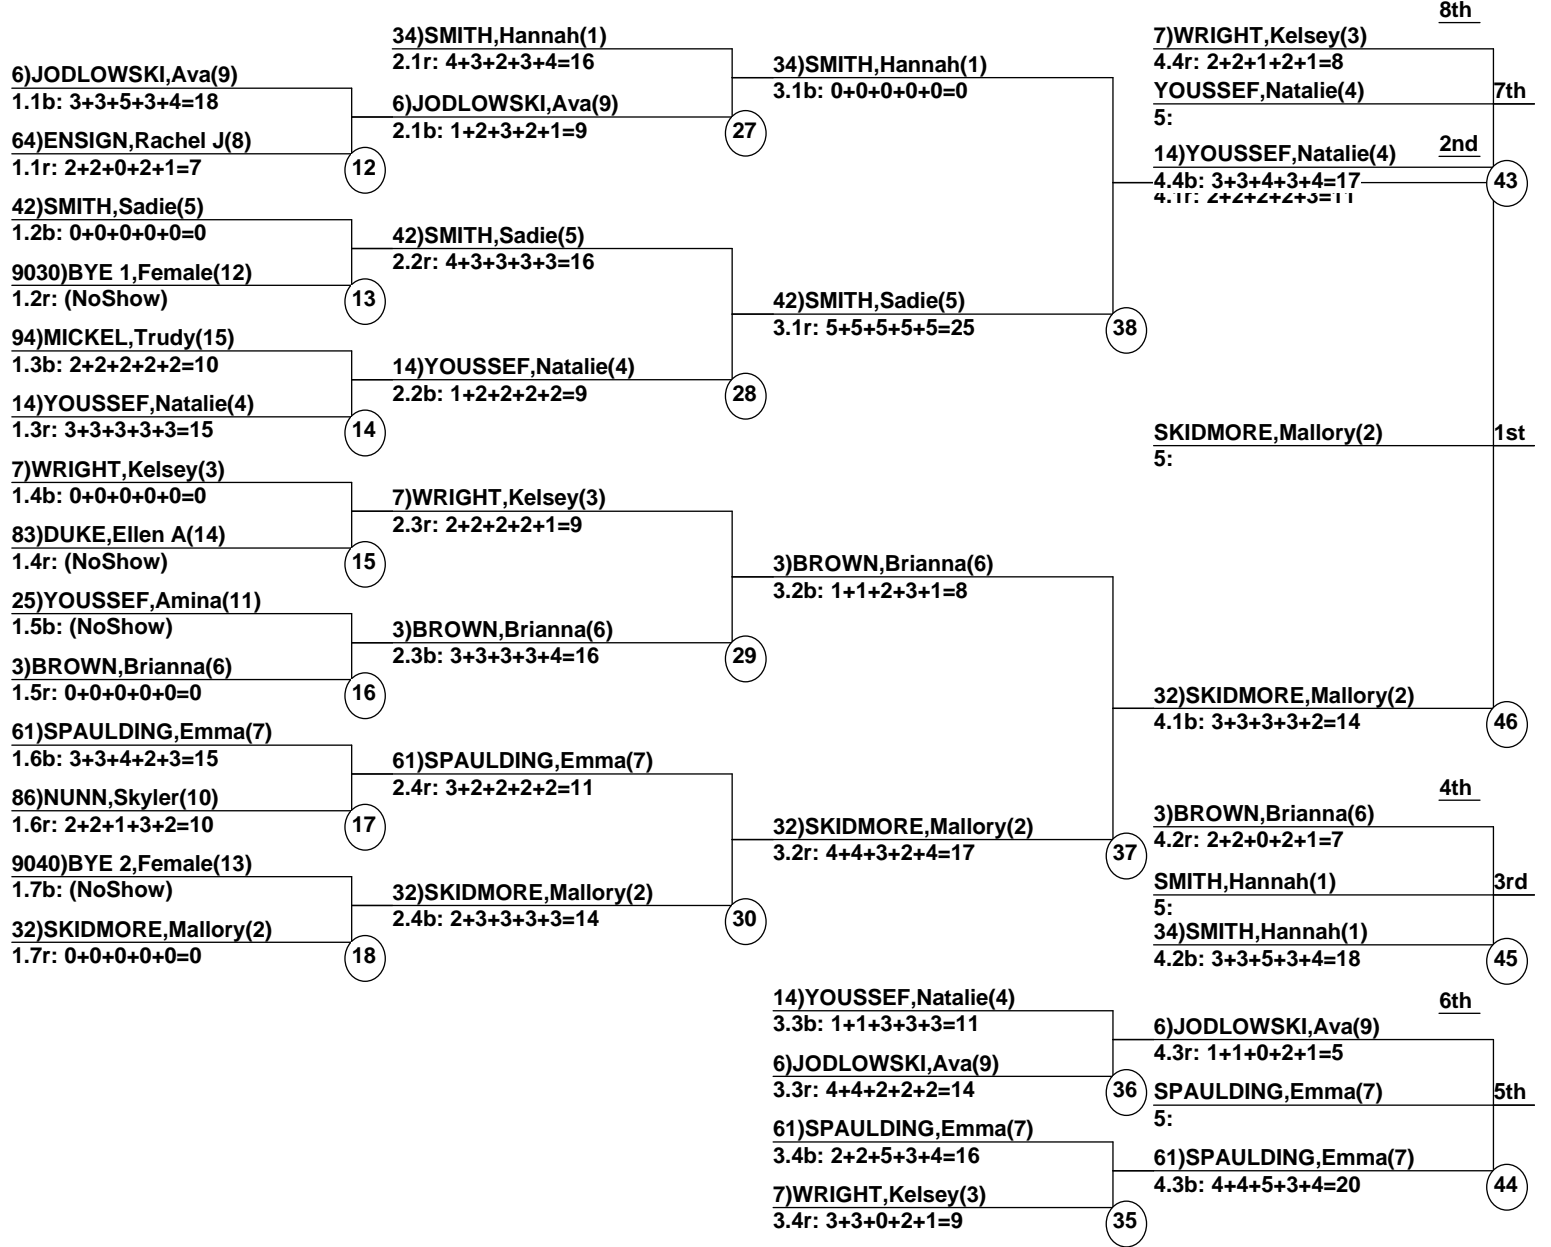 6)JODLOWSKI,Ava(9)
1.1b: 3+3+5+3+4=18
64)ENSIGN,Rachel J(8)
1.1r: 2+2+0+2+1=7
12
42)SMITH,Sadie(5)
1.2b: 0+0+0+0+0=0
9030)BYE 1,Female(12)
1.2r: (NoShow)
13
94)MICKEL,Trudy(15)
1.3b: 2+2+2+2+2=10
14)YOUSSEF,Natalie(4)
1.3r: 3+3+3+3+3=15
14
7)WRIGHT,Kelsey(3)
1.4b: 0+0+0+0+0=0
83)DUKE,Ellen A(14)
1.4r: (NoShow)
15
25)YOUSSEF,Amina(11)
1.5b: (NoShow)
3)BROWN,Brianna(6)
1.5r: 0+0+0+0+0=0
16
61)SPAULDING,Emma(7)
1.6b: 3+3+4+2+3=15
86)NUNN,Skyler(10)
1.6r: 2+2+1+3+2=10
17
9040)BYE 2,Female(13)
1.7b: (NoShow)
32)SKIDMORE,Mallory(2)
1.7r: 0+0+0+0+0=0
18
34)SMITH,Hannah(1)
2.1r: 4+3+2+3+4=16
6)JODLOWSKI,Ava(9)
2.1b: 1+2+3+2+1=9
27
42)SMITH,Sadie(5)
2.2r: 4+3+3+3+3=16
14)YOUSSEF,Natalie(4)
2.2b: 1+2+2+2+2=9
28
7)WRIGHT,Kelsey(3)
2.3r: 2+2+2+2+1=9
3)BROWN,Brianna(6)
2.3b: 3+3+3+3+4=16
29
61)SPAULDING,Emma(7)
2.4r: 3+2+2+2+2=11
32)SKIDMORE,Mallory(2)
2.4b: 2+3+3+3+3=14
30
34)SMITH,Hannah(1)
3.1b: 0+0+0+0+0=0
42)SMITH,Sadie(5)
3.1r: 5+5+5+5+5=25
38
3)BROWN,Brianna(6)
3.2b: 1+1+2+3+1=8
32)SKIDMORE,Mallory(2)
3.2r: 4+4+3+2+4=17
37
14)YOUSSEF,Natalie(4)
3.3b: 1+1+3+3+3=11
6)JODLOWSKI,Ava(9)
3.3r: 4+4+2+2+2=14
36
61)SPAULDING,Emma(7)
3.4b: 2+2+5+3+4=16
7)WRIGHT,Kelsey(3)
3.4r: 3+3+0+2+1=9
35
8th
7)WRIGHT,Kelsey(3)
4.4r: 2+2+1+2+1=8
YOUSSEF,Natalie(4) 7th
5:
2nd
14)YOUSSEF,Natalie(4)
4.4b: 3+3+4+3+4=17
43
4.1r: 2+2+2+2+3=11
SKIDMORE,Mallory(2) 1st
5:
32)SKIDMORE,Mallory(2)
4.1b: 3+3+3+3+2=14
46
4th
3)BROWN,Brianna(6)
4.2r: 2+2+0+2+1=7
SMITH,Hannah(1) 3rd
5:
34)SMITH,Hannah(1)
4.2b: 3+3+5+3+4=18
45
6th
6)JODLOWSKI,Ava(9)
4.3r: 1+1+0+2+1=5
SPAULDING,Emma(7) 5th
5:
61)SPAULDING,Emma(7)
4.3b: 4+4+5+3+4=20
44